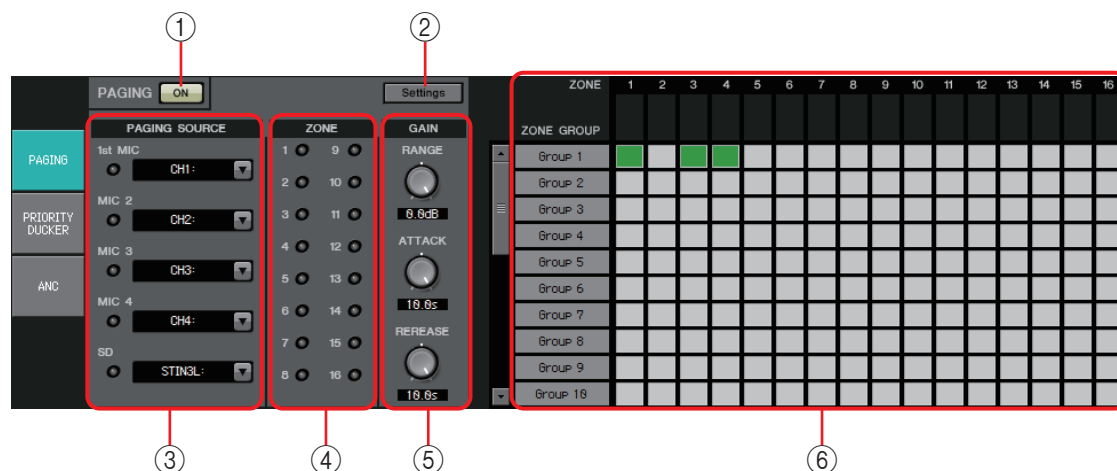 ① ②
PAGING ON Settings
PAGING
PRIORITY
DUCKER
ANC
PAGING SOURCE
1st MIC
CH1:
MIC 2
CH2:
MIC 3
CH3:
MIC 4
CH4:
SD
STIN3L:
ZONE
1 9
2 10
3 11
4 12
5 13
6 14
7 15
8 16
GAIN
RANGE
0.0dB
ATTACK
10.0s
REREASE
10.0s
ZONE 1 2 3 4 5 6 7 8 9 10 11 12 13 14 15 16
ZONE GROUP
Group 1
Group 2
Group 3
Group 4
Group 5
Group 6
Group 7
Group 8
Group 9
Group 10
③ ④ ⑤ ⑥